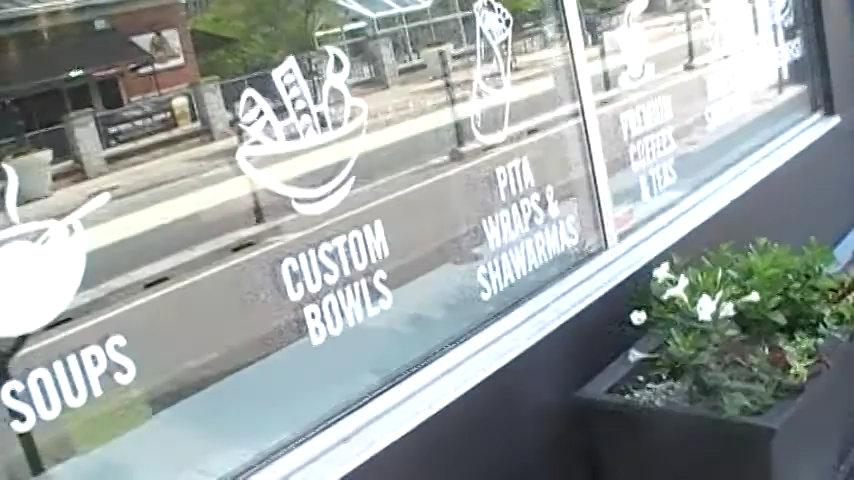 SOUPS
CUSTOM
BOWLS
PITA
WRAPS &
SHAWARMAS
PREMIUM
COFFEES
& TEAS